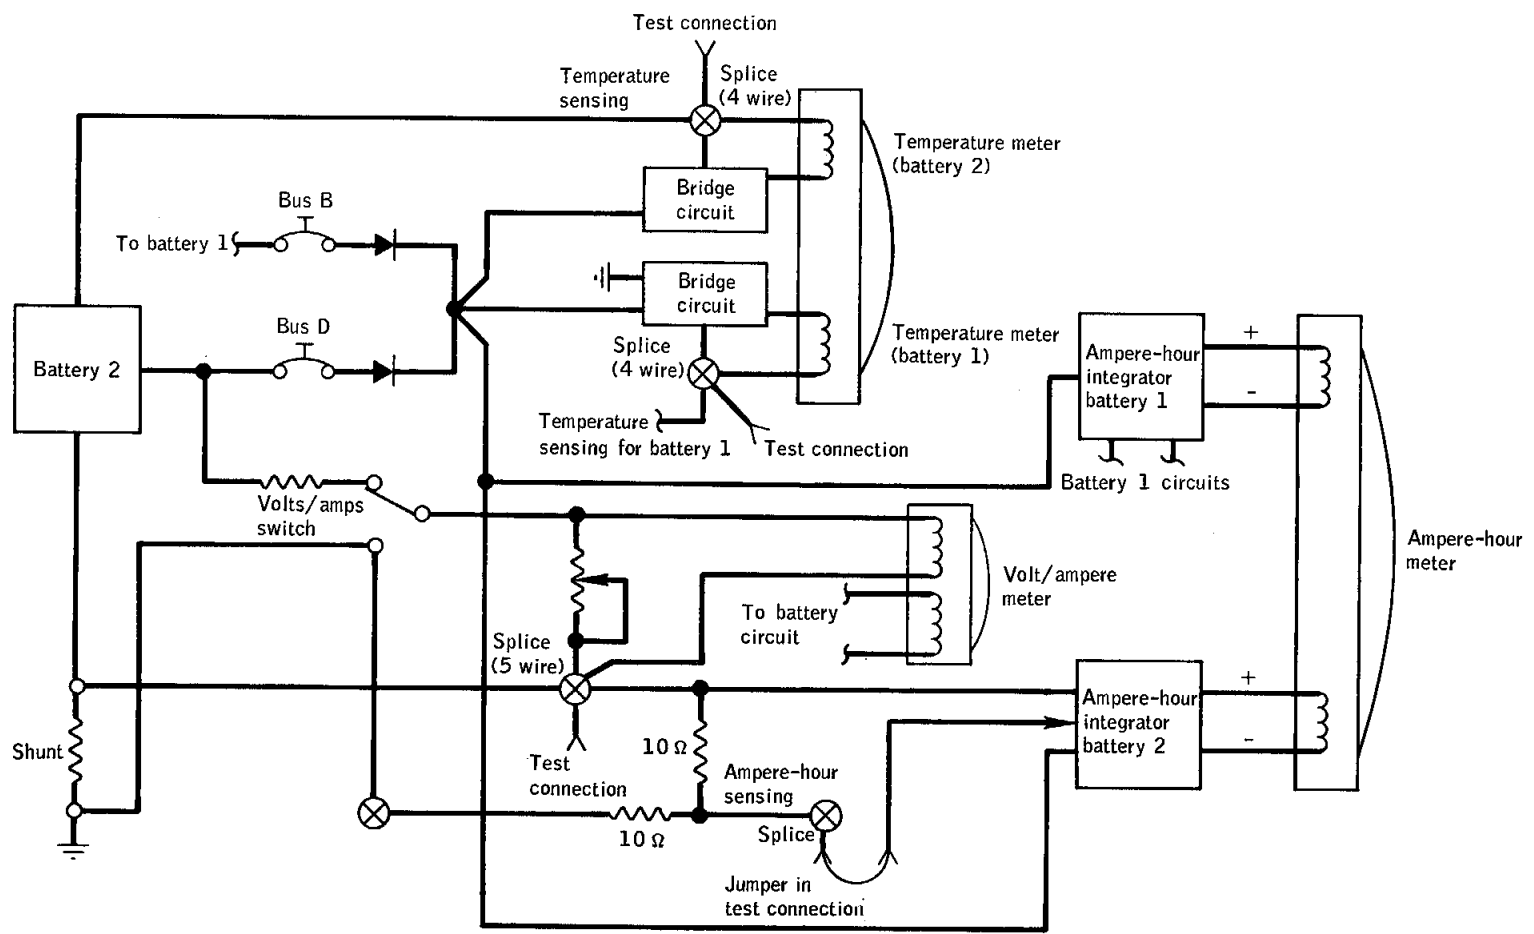 Test connection
Temperature
sensing
Splice
(4 wire)
Temperature meter
(battery 2)
Bridge
circuit
Bus B
To battery 1
Bridge
circuit
Bus D
Battery 2
Splice
(4 wire)
Temperature meter
(battery 1)
Temperature
sensing for battery 1
Test connection
Ampere-hour
integrator
battery 1
+
-
Battery 1 circuits
Volts/amps
switch
Ampere-hour
meter
Volt/ampere
meter
To battery
circuit
Splice
(5 wire)
Ampere-hour
integrator
battery 2
+
-
Shunt
10 Ω
Test
connection
Ampere-hour
sensing
10 Ω
Splice
Jumper in
test connection